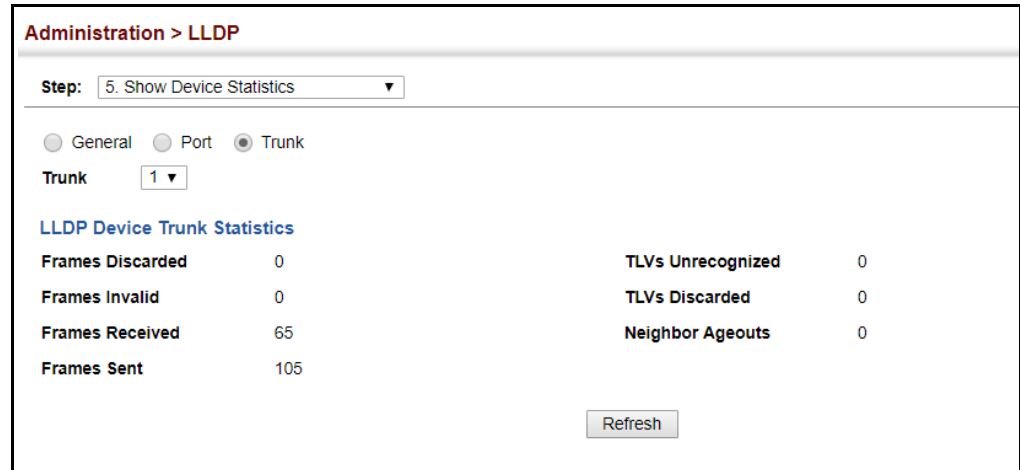 Administration > LLDP
Step: 5. Show Device Statistics
General Port Trunk
Trunk 1
LLDP Device Trunk Statistics
Frames Discarded 0 TLVs Unrecognized 0
Frames Invalid 0 TLVs Discarded 0
Frames Received 65 Neighbor Ageouts 0
Frames Sent 105
Refresh